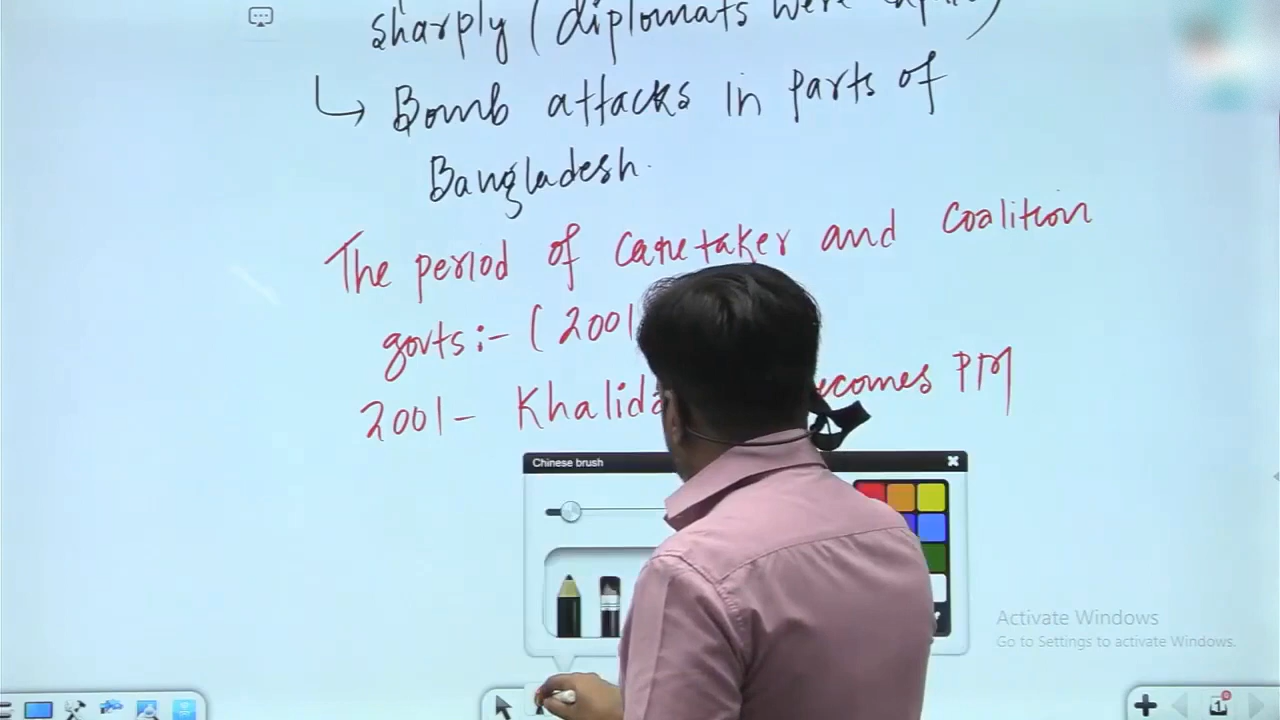 sharply (diplomats were
↳ Bomb attacks in parts of
Bangladesh.
The period of caretaker and coalition
govts:- (2001
2001- Khalida ecomes PM
Chinese brush
Activate Windows
Go to Settings to activate Windows.
1